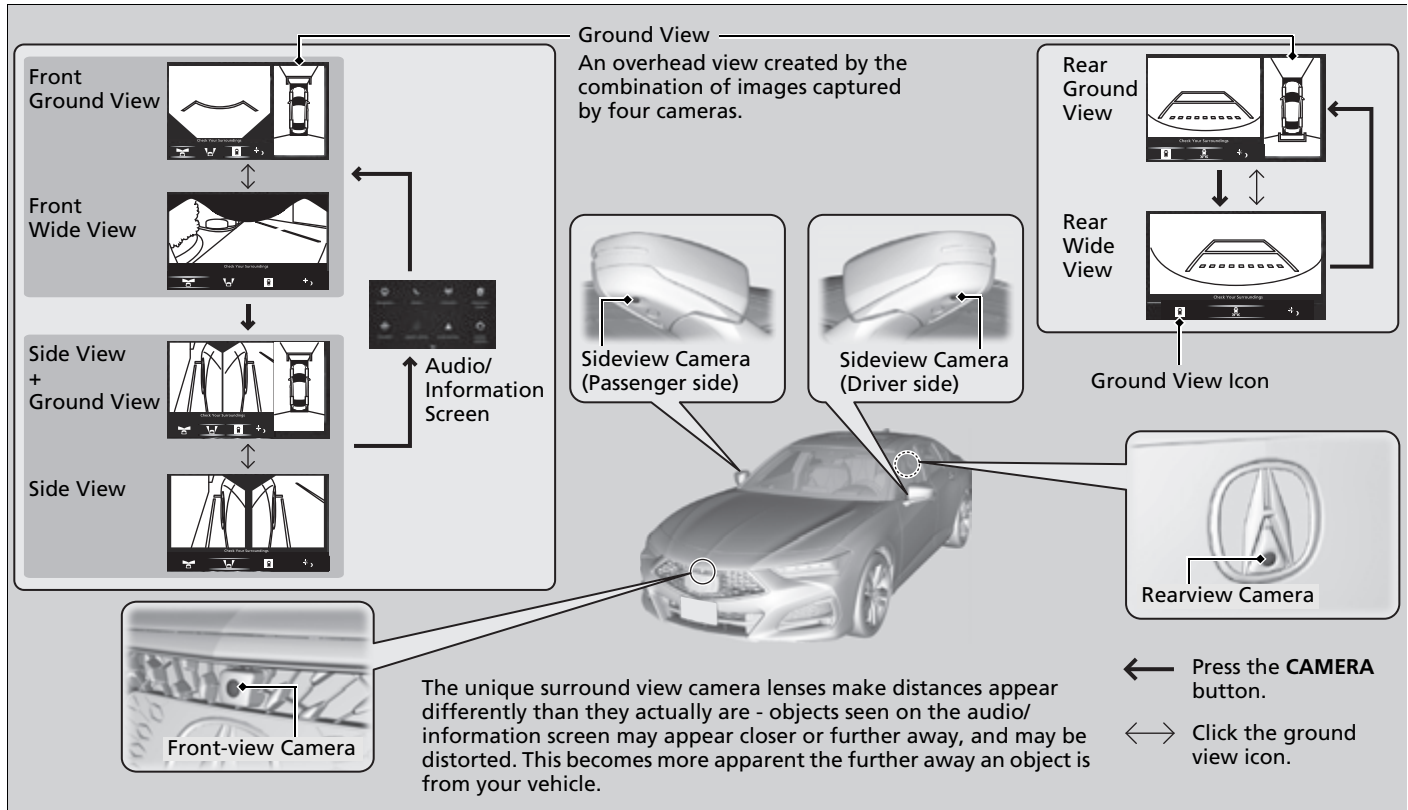 Ground View
An overhead view created by the
combination of images captured
by four cameras.
Front
Ground View
Check Your Surroundings
Front
Wide View
Check Your Surroundings
Side View
+
Ground View
Check Your Surroundings
Side View
Check Your Surroundings
Audio/
Information
Screen
Sideview Camera
(Passenger side)
Sideview Camera
(Driver side)
Rear
Ground
View
Check Your Surroundings
Rear
Wide
View
Check Your Surroundings
Ground View Icon
Rearview Camera
Front-view Camera
The unique surround view camera lenses make distances appear
differently than they actually are - objects seen on the audio/
information screen may appear closer or further away, and may be
distorted. This becomes more apparent the further away an object is
from your vehicle.
Press the CAMERA
button.
Click the ground
view icon.